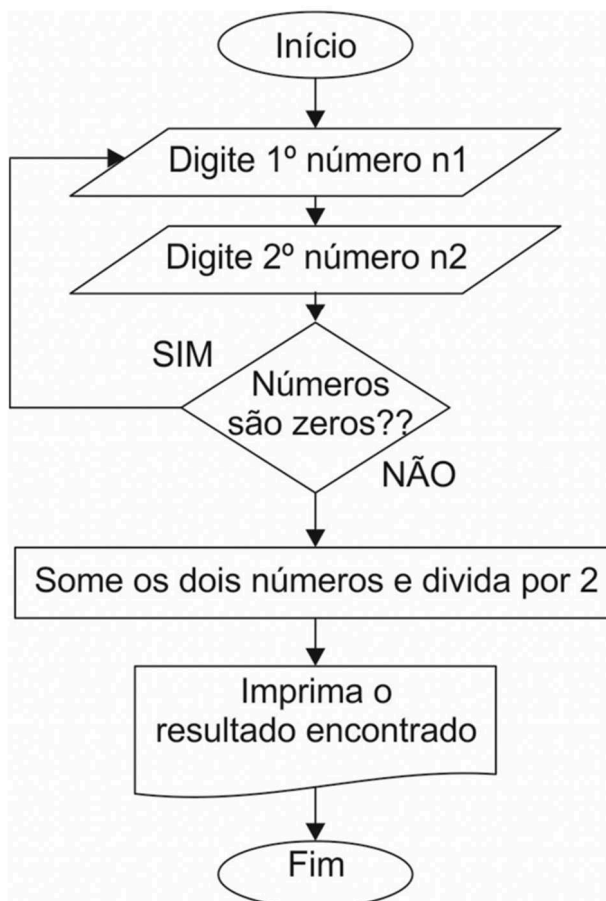 Início
Digite 1º número n1
Digite 2º número n2
SIM
Números
são zeros??
NÃO
Some os dois números e divida por 2
Imprima o
resultado encontrado
Fim